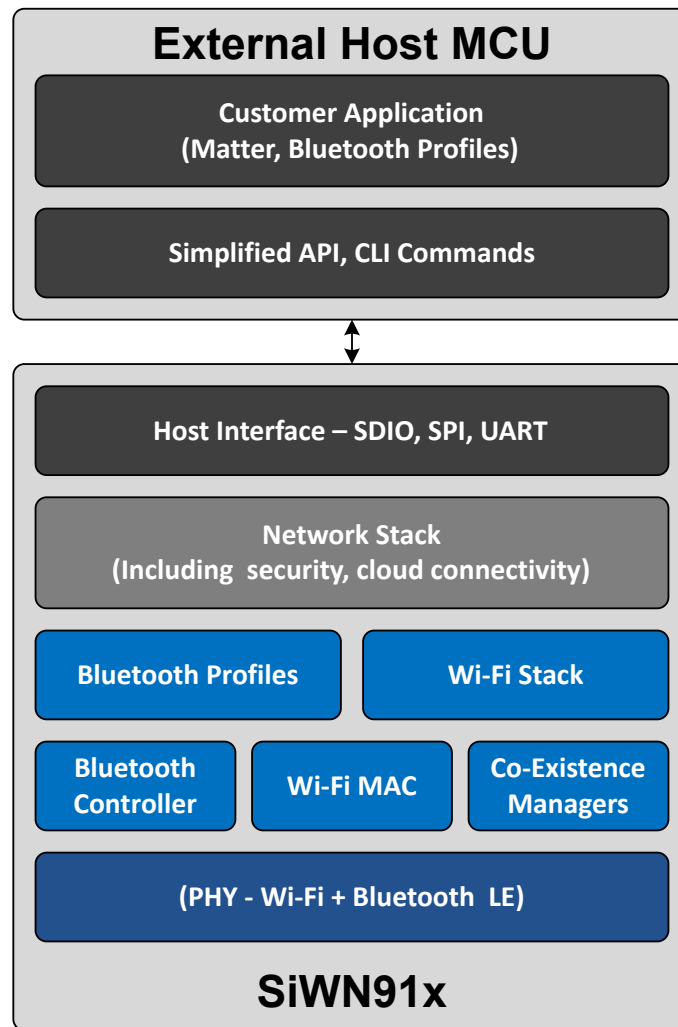 External Host MCU
Customer Application
(Matter, Bluetooth Profiles)
Simplified API, CLI Commands
Host Interface – SDIO, SPI, UART
Network Stack
(Including security, cloud connectivity)
Bluetooth Profiles
Wi-Fi Stack
Bluetooth
Controller
Wi-Fi MAC
Co-Existence
Managers
(PHY - Wi-Fi + Bluetooth LE)
SiWN91x